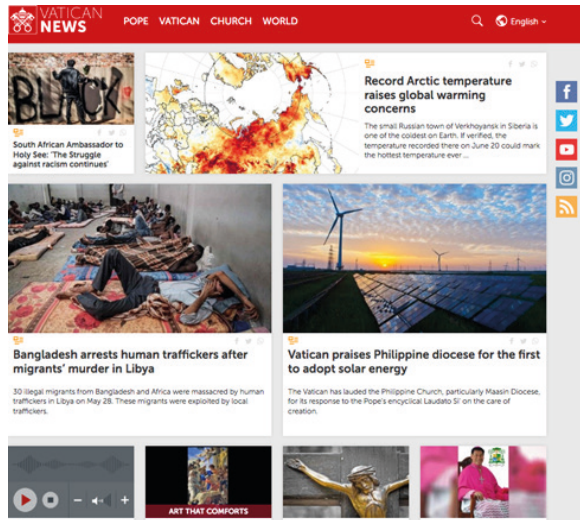 VATICAN
NEWS
POPE VATICAN CHURCH WORLD
English
BLACK
South African Ambassador to
Holy See: 'The Struggle
against racism continues'
Record Arctic temperature
raises global warming
concerns
The small Russian town of Verkhoyansk in Siberia is
one of the coldest on Earth. If verified, the
temperature recorded there on June 20 could mark
the hottest temperature ever ...
Bangladesh arrests human traffickers after
migrants' murder in Libya
30 illegal migrants from Bangladesh and Africa were massacred by human
traffickers in Libya on May 28. These migrants were exploited by local
traffickers.
Vatican praises Philippine diocese for the first
to adopt solar energy
The Vatican has lauded the Philippine Church, particularly Maasin Diocese,
for its response to the Pope's encyclical Laudato Si' on the care of
creation.
ART THAT COMFORTS